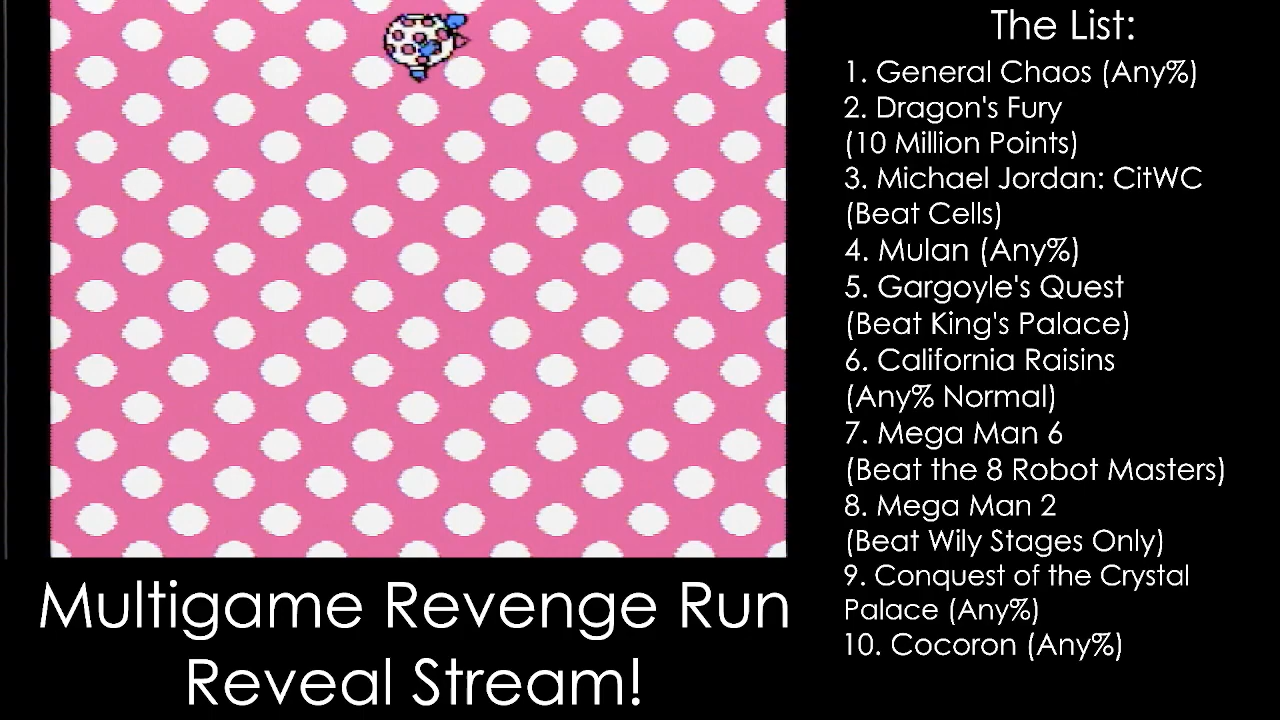 The List:
1. General Chaos (Any%)
2. Dragon's Fury
(10 Million Points)
3. Michael Jordan: CitWC
(Beat Cells)
4. Mulan (Any%)
5. Gargoyle's Quest
(Beat King's Palace)
6. California Raisins
(Any% Normal)
7. Mega Man 6
(Beat the 8 Robot Masters)
8. Mega Man 2
(Beat Wily Stages Only)
9. Conquest of the Crystal
Palace (Any%)
10. Cocoron (Any%)
Multigame Revenge Run
Reveal Stream!